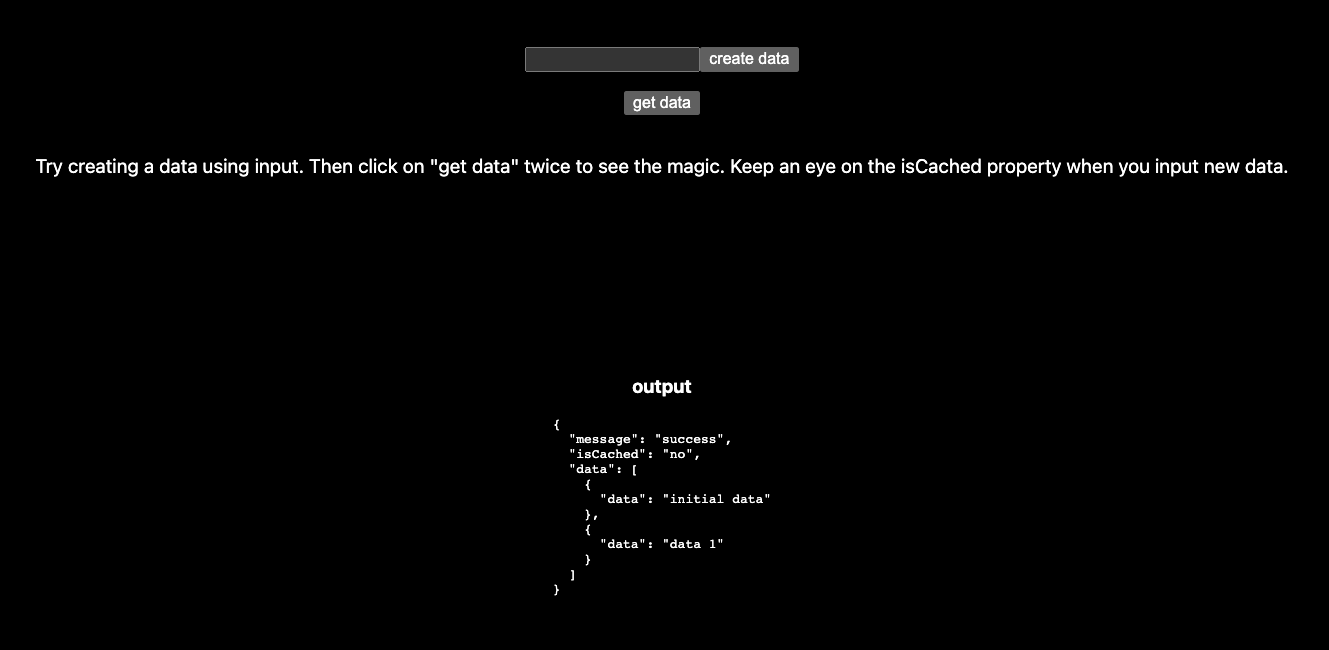 create data
get data
Try creating a data using input. Then click on "get data" twice to see the magic. Keep an eye on the isCached property when you input new data.
output
{
  "message": "success",
  "isCached": "no",
  "data": [
    {
      "data": "initial data"
    },
    {
      "data": "data 1"
    }
  ]
}